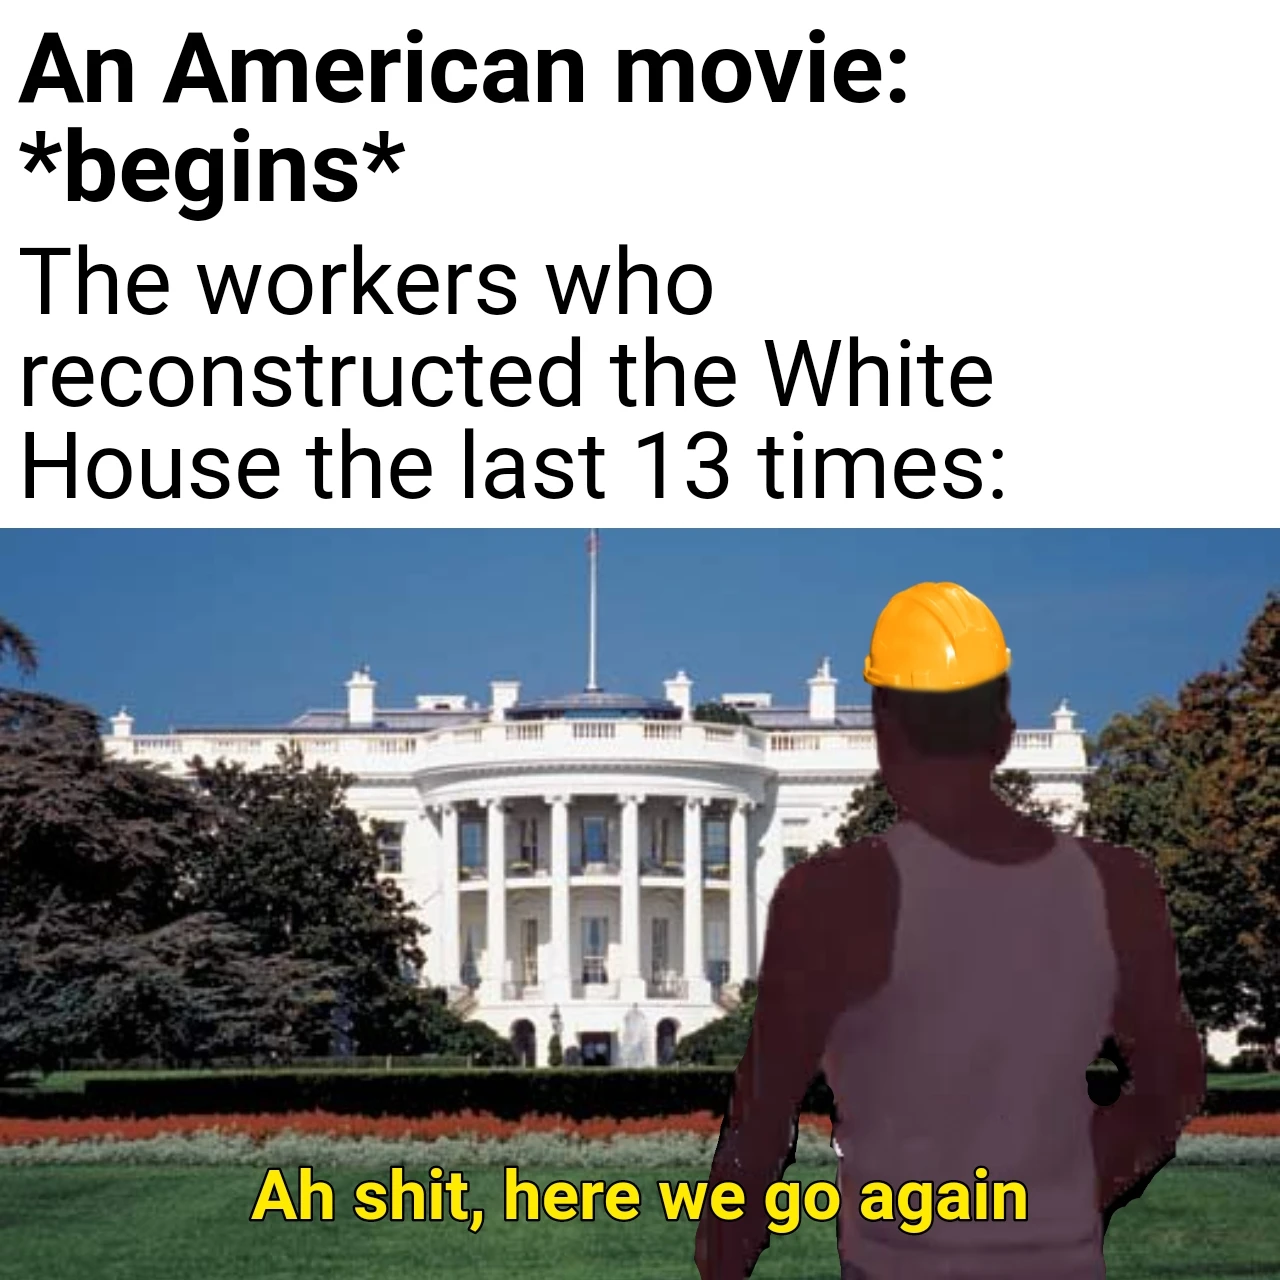 An American movie:
*begins*
The workers who
reconstructed the White
House the last 13 times:
Ah shit, here we go again